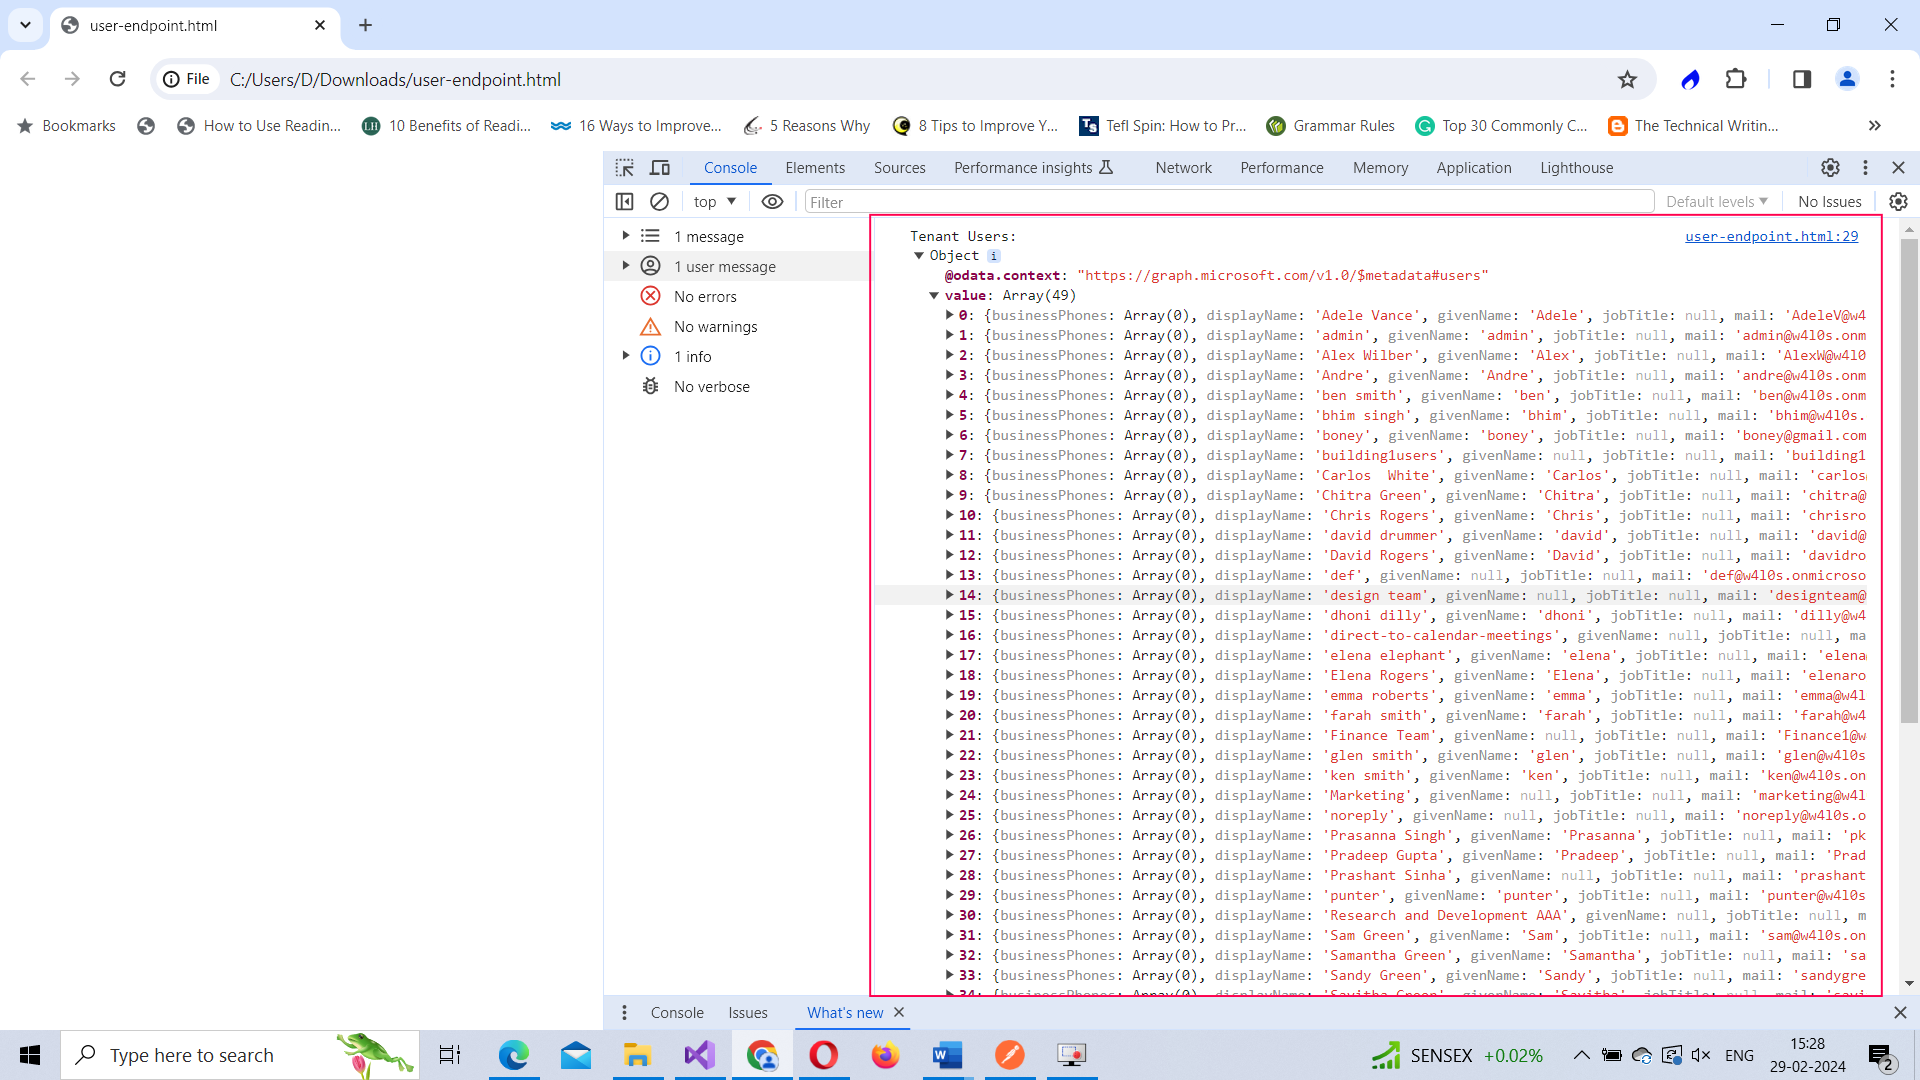 user-endpoint.html
File C:/Users/D/Downloads/user-endpoint.html
Bookmarks How to Use Readin... 10 Benefits of Readi... 16 Ways to Improve... 5 Reasons Why 8 Tips to Improve Y... Tefl Spin: How to Pr... Grammar Rules Top 30 Commonly C... The Technical Writin...
Console Elements Sources Performance insights Network Performance Memory Application Lighthouse
top Filter Default levels No Issues
1 message
1 user message
No errors
No warnings
1 info
No verbose
Tenant Users: user-endpoint.html:29
Object i
@odata.context: "https://graph.microsoft.com/v1.0/$metadata#users"
value: Array(49)
0: {businessPhones: Array(0), displayName: 'Adele Vance', givenName: 'Adele', jobTitle: null, mail: 'AdeleV@w4
1: {businessPhones: Array(0), displayName: 'admin', givenName: 'admin', jobTitle: null, mail: 'admin@w4l0s.onm
2: {businessPhones: Array(0), displayName: 'Alex Wilber', givenName: 'Alex', jobTitle: null, mail: 'AlexW@w4l0
3: {businessPhones: Array(0), displayName: 'Andre', givenName: 'Andre', jobTitle: null, mail: 'andre@w4l0s.onm
4: {businessPhones: Array(0), displayName: 'ben smith', givenName: 'ben', jobTitle: null, mail: 'ben@w4l0s.onm
5: {businessPhones: Array(0), displayName: 'bhim singh', givenName: 'bhim', jobTitle: null, mail: 'bhim@w4l0s.
6: {businessPhones: Array(0), displayName: 'boney', givenName: 'boney', jobTitle: null, mail: 'boney@gmail.com
7: {businessPhones: Array(0), displayName: 'building1users', givenName: null, jobTitle: null, mail: 'building1
8: {businessPhones: Array(0), displayName: 'Carlos  White', givenName: 'Carlos', jobTitle: null, mail: 'carlos@
9: {businessPhones: Array(0), displayName: 'Chitra Green', givenName: 'Chitra', jobTitle: null, mail: 'chitra@
10: {businessPhones: Array(0), displayName: 'Chris Rogers', givenName: 'Chris', jobTitle: null, mail: 'chrisro
11: {businessPhones: Array(0), displayName: 'david drummer', givenName: 'david', jobTitle: null, mail: 'david@
12: {businessPhones: Array(0), displayName: 'David Rogers', givenName: 'David', jobTitle: null, mail: 'davidro
13: {businessPhones: Array(0), displayName: 'def', givenName: null, jobTitle: null, mail: 'def@w4l0s.onmicroso
14: {businessPhones: Array(0), displayName: 'design team', givenName: null, jobTitle: null, mail: 'designteam@
15: {businessPhones: Array(0), displayName: 'dhoni dilly', givenName: 'dhoni', jobTitle: null, mail: 'dilly@w4
16: {businessPhones: Array(0), displayName: 'direct-to-calendar-meetings', givenName: null, jobTitle: null, ma
17: {businessPhones: Array(0), displayName: 'elena elephant', givenName: 'elena', jobTitle: null, mail: 'elena@
18: {businessPhones: Array(0), displayName: 'Elena Rogers', givenName: 'Elena', jobTitle: null, mail: 'elenaro
19: {businessPhones: Array(0), displayName: 'emma roberts', givenName: 'emma', jobTitle: null, mail: 'emma@w4l
20: {businessPhones: Array(0), displayName: 'farah smith', givenName: 'farah', jobTitle: null, mail: 'farah@w4
21: {businessPhones: Array(0), displayName: 'Finance Team', givenName: null, jobTitle: null, mail: 'Finance1@w
22: {businessPhones: Array(0), displayName: 'glen smith', givenName: 'glen', jobTitle: null, mail: 'glen@w4l0s
23: {businessPhones: Array(0), displayName: 'ken smith', givenName: 'ken', jobTitle: null, mail: 'ken@w4l0s.on
24: {businessPhones: Array(0), displayName: 'Marketing', givenName: null, jobTitle: null, mail: 'marketing@w4l
25: {businessPhones: Array(0), displayName: 'noreply', givenName: null, jobTitle: null, mail: 'noreply@w4l0s.o
26: {businessPhones: Array(0), displayName: 'Prasanna Singh', givenName: 'Prasanna', jobTitle: null, mail: 'pk
27: {businessPhones: Array(0), displayName: 'Pradeep Gupta', givenName: 'Pradeep', jobTitle: null, mail: 'Prad
28: {businessPhones: Array(0), displayName: 'Prashant Sinha', givenName: null, jobTitle: null, mail: 'prashant
29: {businessPhones: Array(0), displayName: 'punter', givenName: 'punter', jobTitle: null, mail: 'punter@w4l0s
30: {businessPhones: Array(0), displayName: 'Research and Development AAA', givenName: null, jobTitle: null, m
31: {businessPhones: Array(0), displayName: 'Sam Green', givenName: 'Sam', jobTitle: null, mail: 'sam@w4l0s.on
32: {businessPhones: Array(0), displayName: 'Samantha Green', givenName: 'Samantha', jobTitle: null, mail: 'sa
33: {businessPhones: Array(0), displayName: 'Sandy Green', givenName: 'Sandy', jobTitle: null, mail: 'sandygre
Console Issues What's new
Type here to search
SENSEX +0.02%
ENG
15:28
29-02-2024
2